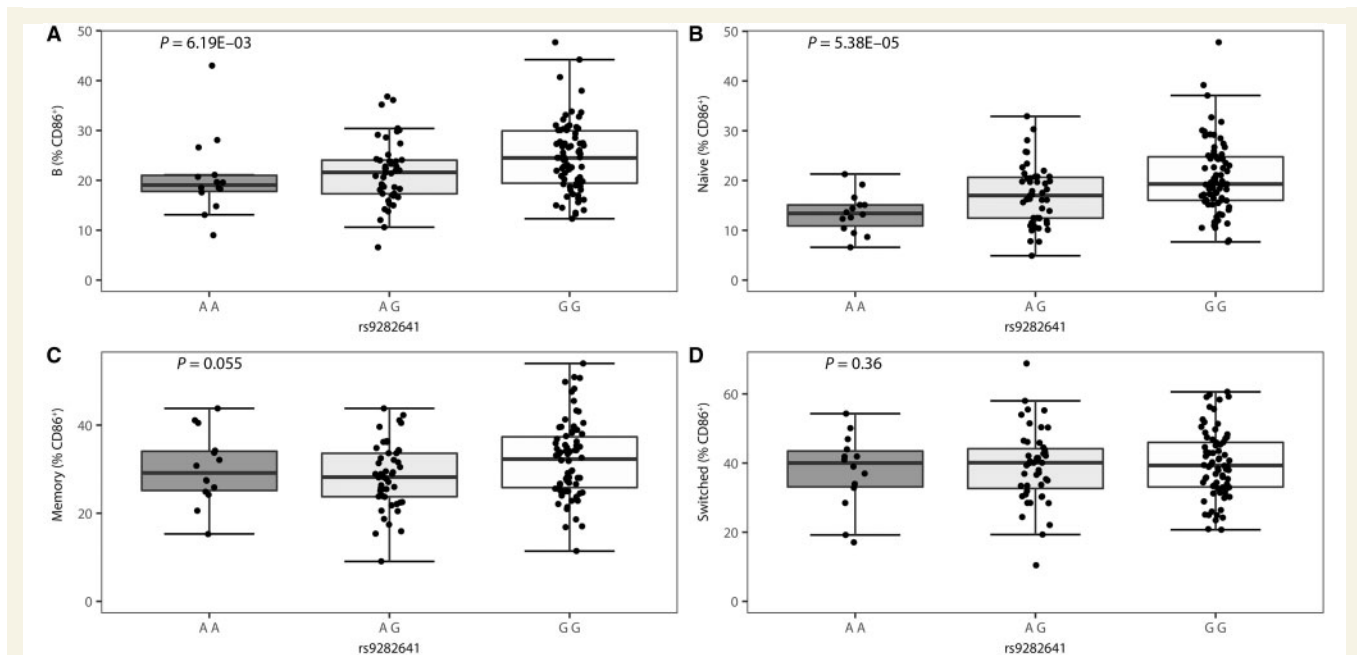 A
P = 6.19E–03
B (% CD86⁺)
50
40
30
20
10
0
A A
A G
G G
rs9282641
B
P = 5.38E–05
Naive (% CD86⁺)
50
40
30
20
10
0
A A
A G
G G
rs9282641
C
P = 0.055
Memory (% CD86⁺)
40
20
0
A A
A G
G G
rs9282641
D
P = 0.36
Switched (% CD86⁺)
60
40
20
0
A A
A G
G G
rs9282641